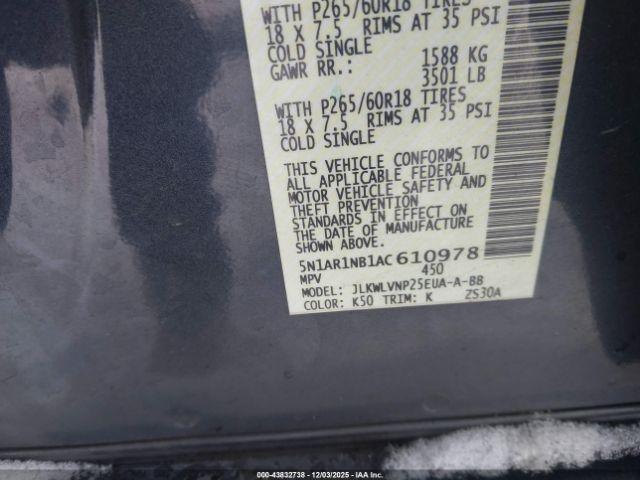 WITH P265/60R18 TIRES
18 X 7.5 RIMS AT 35 PSI
COLD SINGLE
GAWR RR.: 1588 KG
3501 LB
WITH P265/60R18 TIRES
18 X 7.5 RIMS AT 35 PSI
COLD SINGLE
THIS VEHICLE CONFORMS TO
ALL APPLICABLE FEDERAL
MOTOR VEHICLE SAFETY AND
THEFT PREVENTION
STANDARDS IN EFFECT ON
THE DATE OF MANUFACTURE
5N1AR1NB1AC610978
MPV 450
MODEL: JLKWLVNP25EUA-A-BB
COLOR: K50 TRIM: K ZS30A
00-43832738 - 12/03/2025 - IAA Inc.